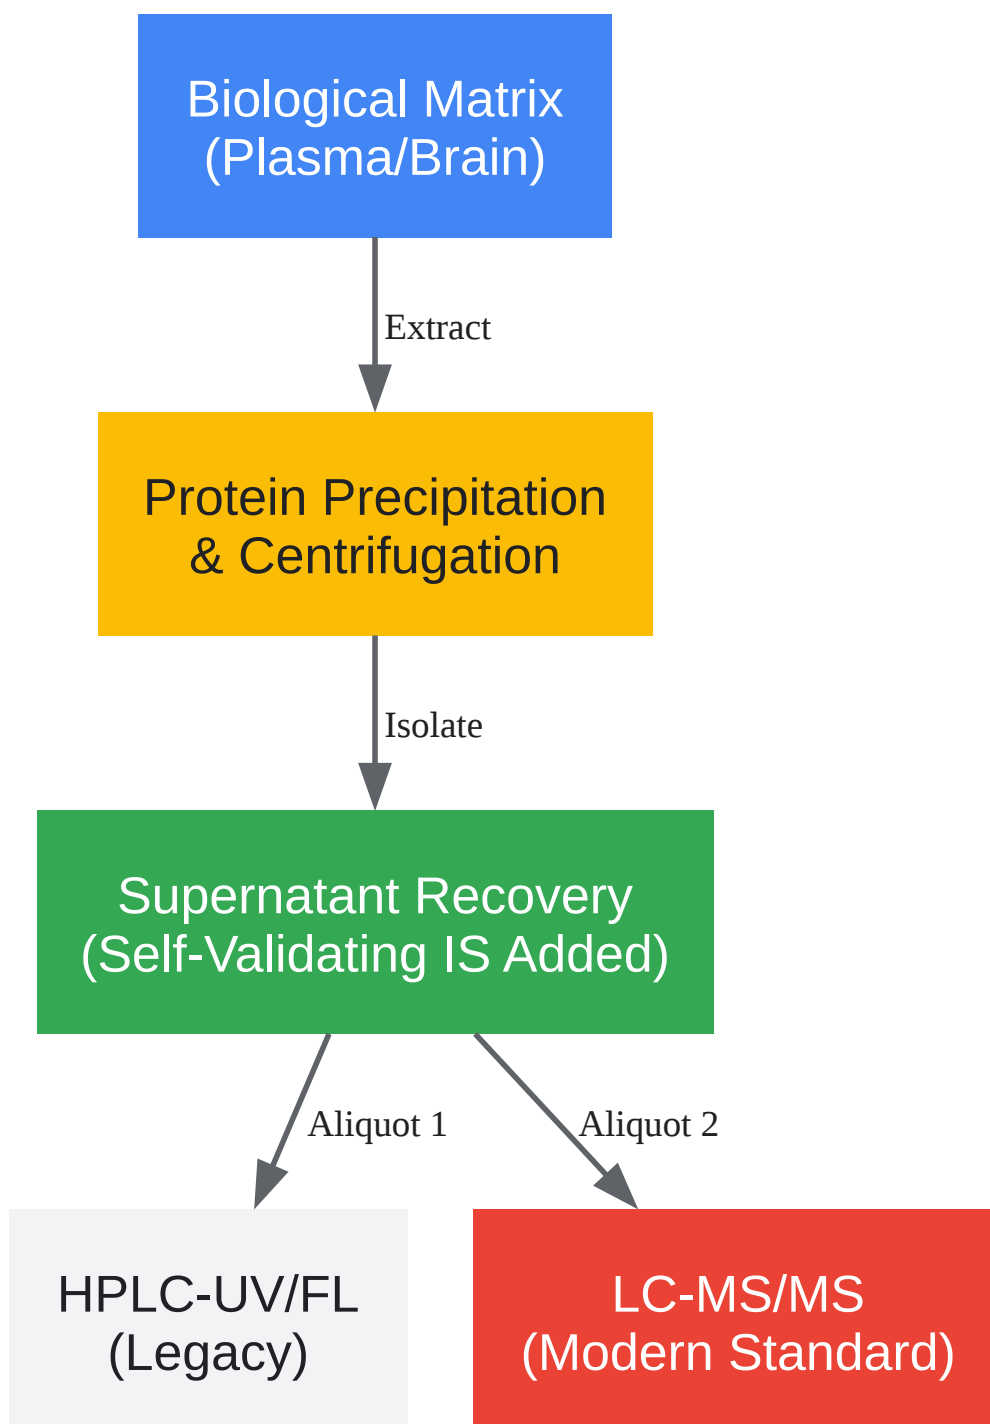 Biological Matrix
(Plasma/Brain)
Extract
Protein Precipitation
& Centrifugation
Isolate
Supernatant Recovery
(Self-Validating IS Added)
Aliquot 1
Aliquot 2
HPLC-UV/FL
(Legacy)
LC-MS/MS
(Modern Standard)